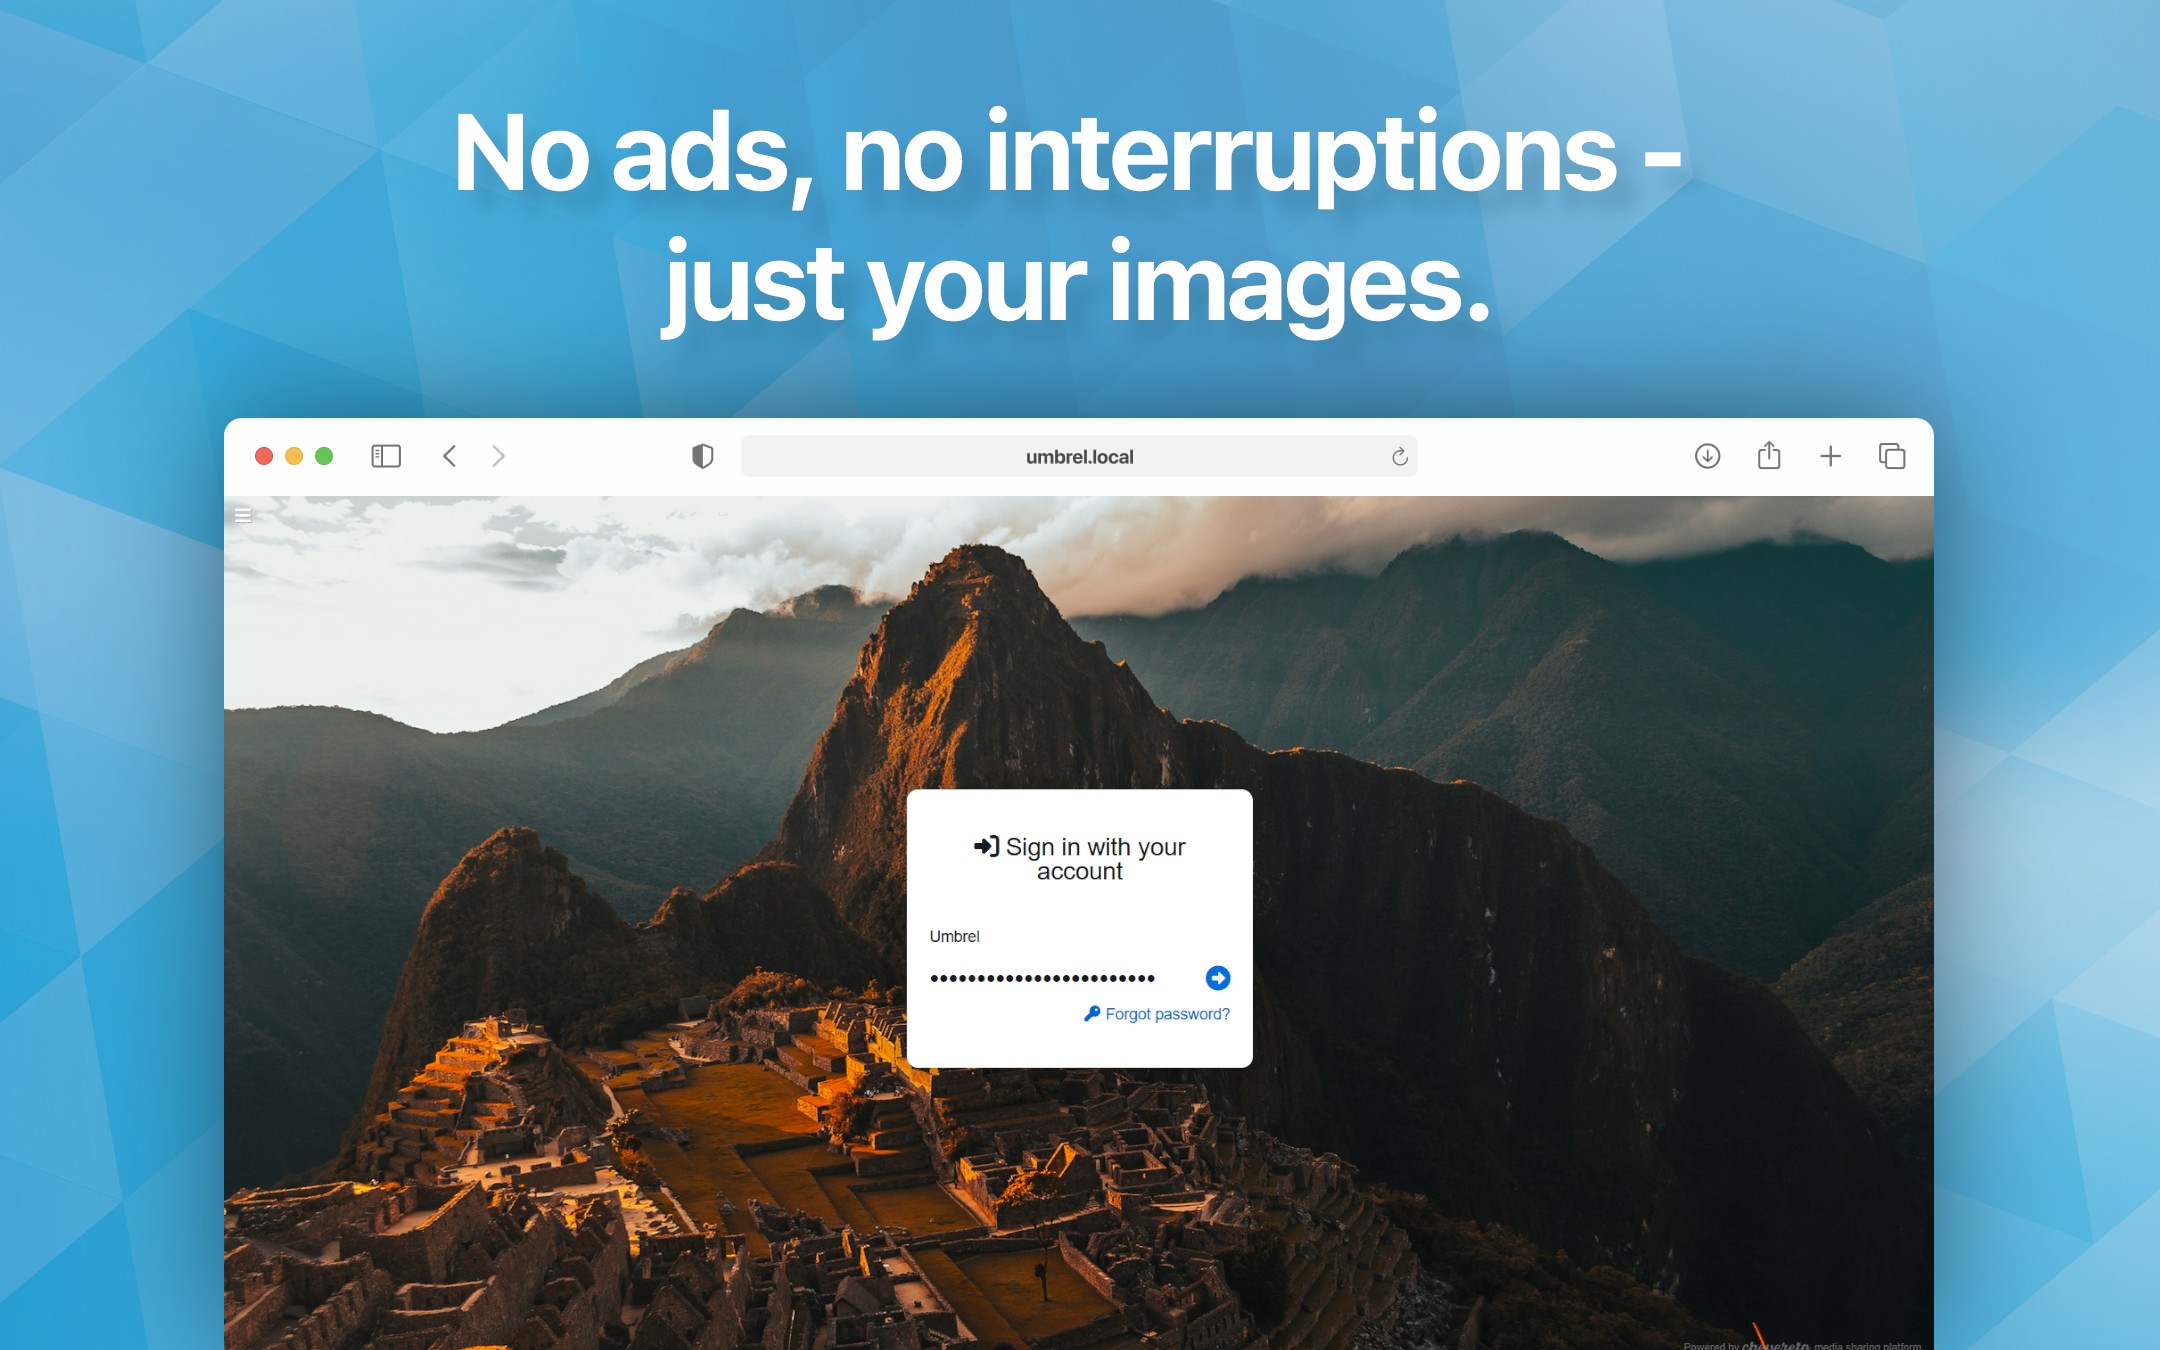 No ads, no interruptions -
just your images.
umbrel.local
Sign in with your
account
Umbrel
•••••••••••••••••••••••• 
Forgot password?
Powered by chevereto media sharing platform